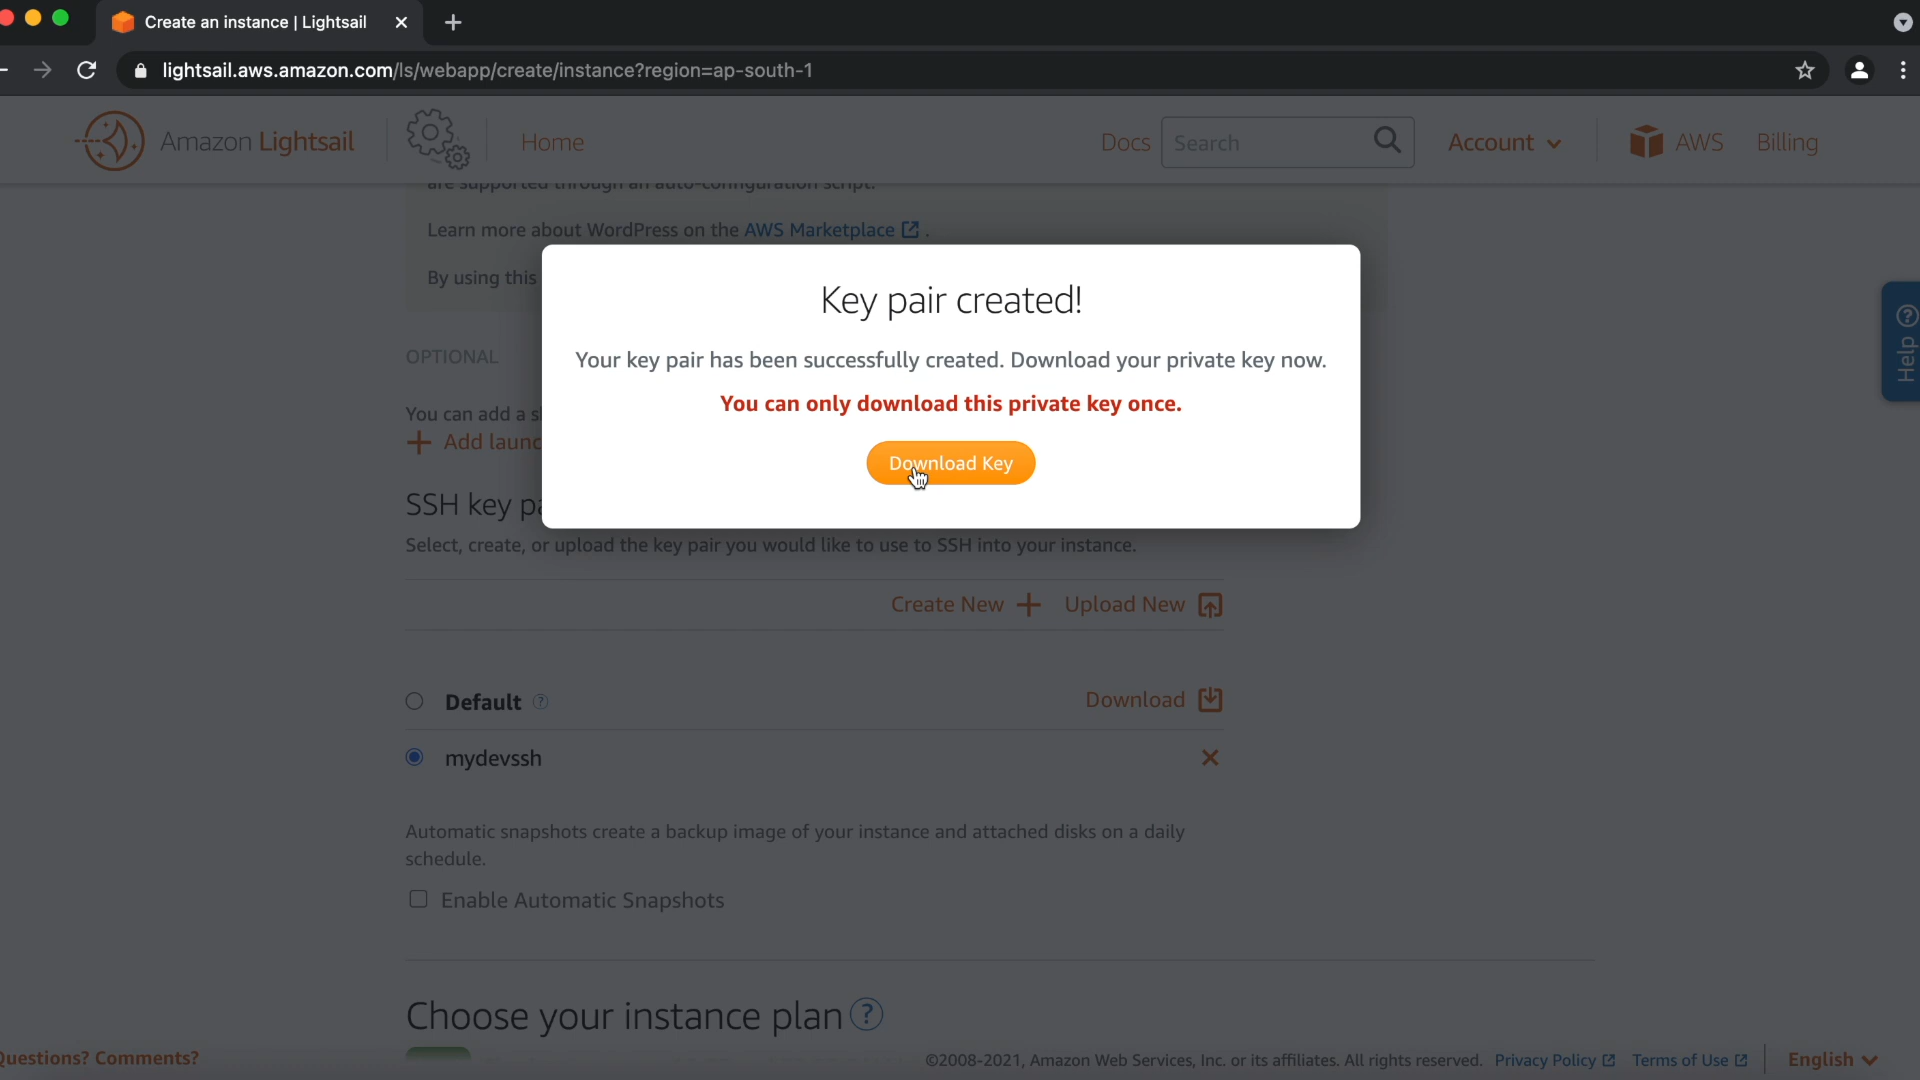 Create an instance | Lightsail
lightsail.aws.amazon.com/ls/webapp/create/instance?region=ap-south-1
Amazon Lightsail
Home
Docs
Search
Account
AWS
Billing
are supported through an auto-configuration script.
Learn more about WordPress on the AWS Marketplace .
By using this
Key pair created!
Your key pair has been successfully created. Download your private key now.
You can only download this private key once.
Download Key
Help
OPTIONAL
You can add a
Add
SSH key
Select, create, or upload the key pair you would like to use to SSH into your instance.
Create New
Upload New
Default
Download
mydevssh
Automatic snapshots create a backup image of your instance and attached disks on a daily
schedule.
Enable Automatic Snapshots
Choose your instance plan
Questions? Comments?
©2008-2021, Amazon Web Services, Inc. or its affiliates. All rights reserved.
Privacy Policy
Terms of Use
English